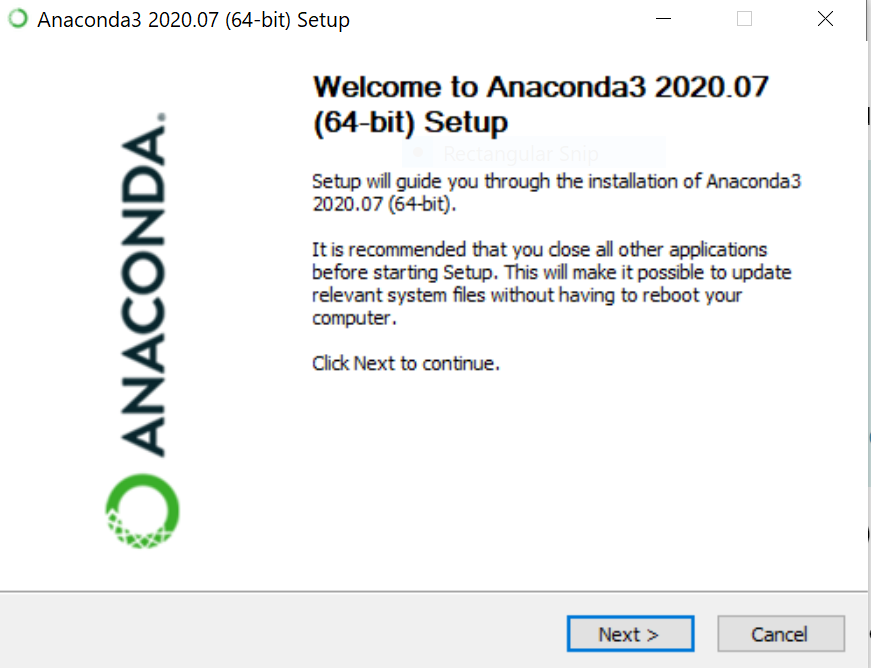 Anaconda3 2020.07 (64-bit) Setup
ANACONDA.
Welcome to Anaconda3 2020.07
(64-bit) Setup
Rectangular Snip
Setup will guide you through the installation of Anaconda3
2020.07 (64-bit).
It is recommended that you close all other applications
before starting Setup. This will make it possible to update
relevant system files without having to reboot your
computer.
Click Next to continue.
Next >
Cancel